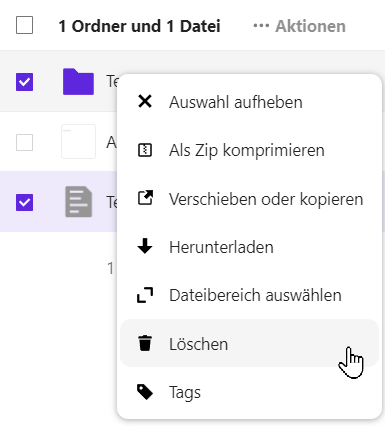 1 Ordner und 1 Datei ··· Aktionen
Te
Auswahl aufheben
A
Als Zip komprimieren
Te
Verschieben oder kopieren
Herunterladen
1
Dateibereich auswählen
Löschen
Tags